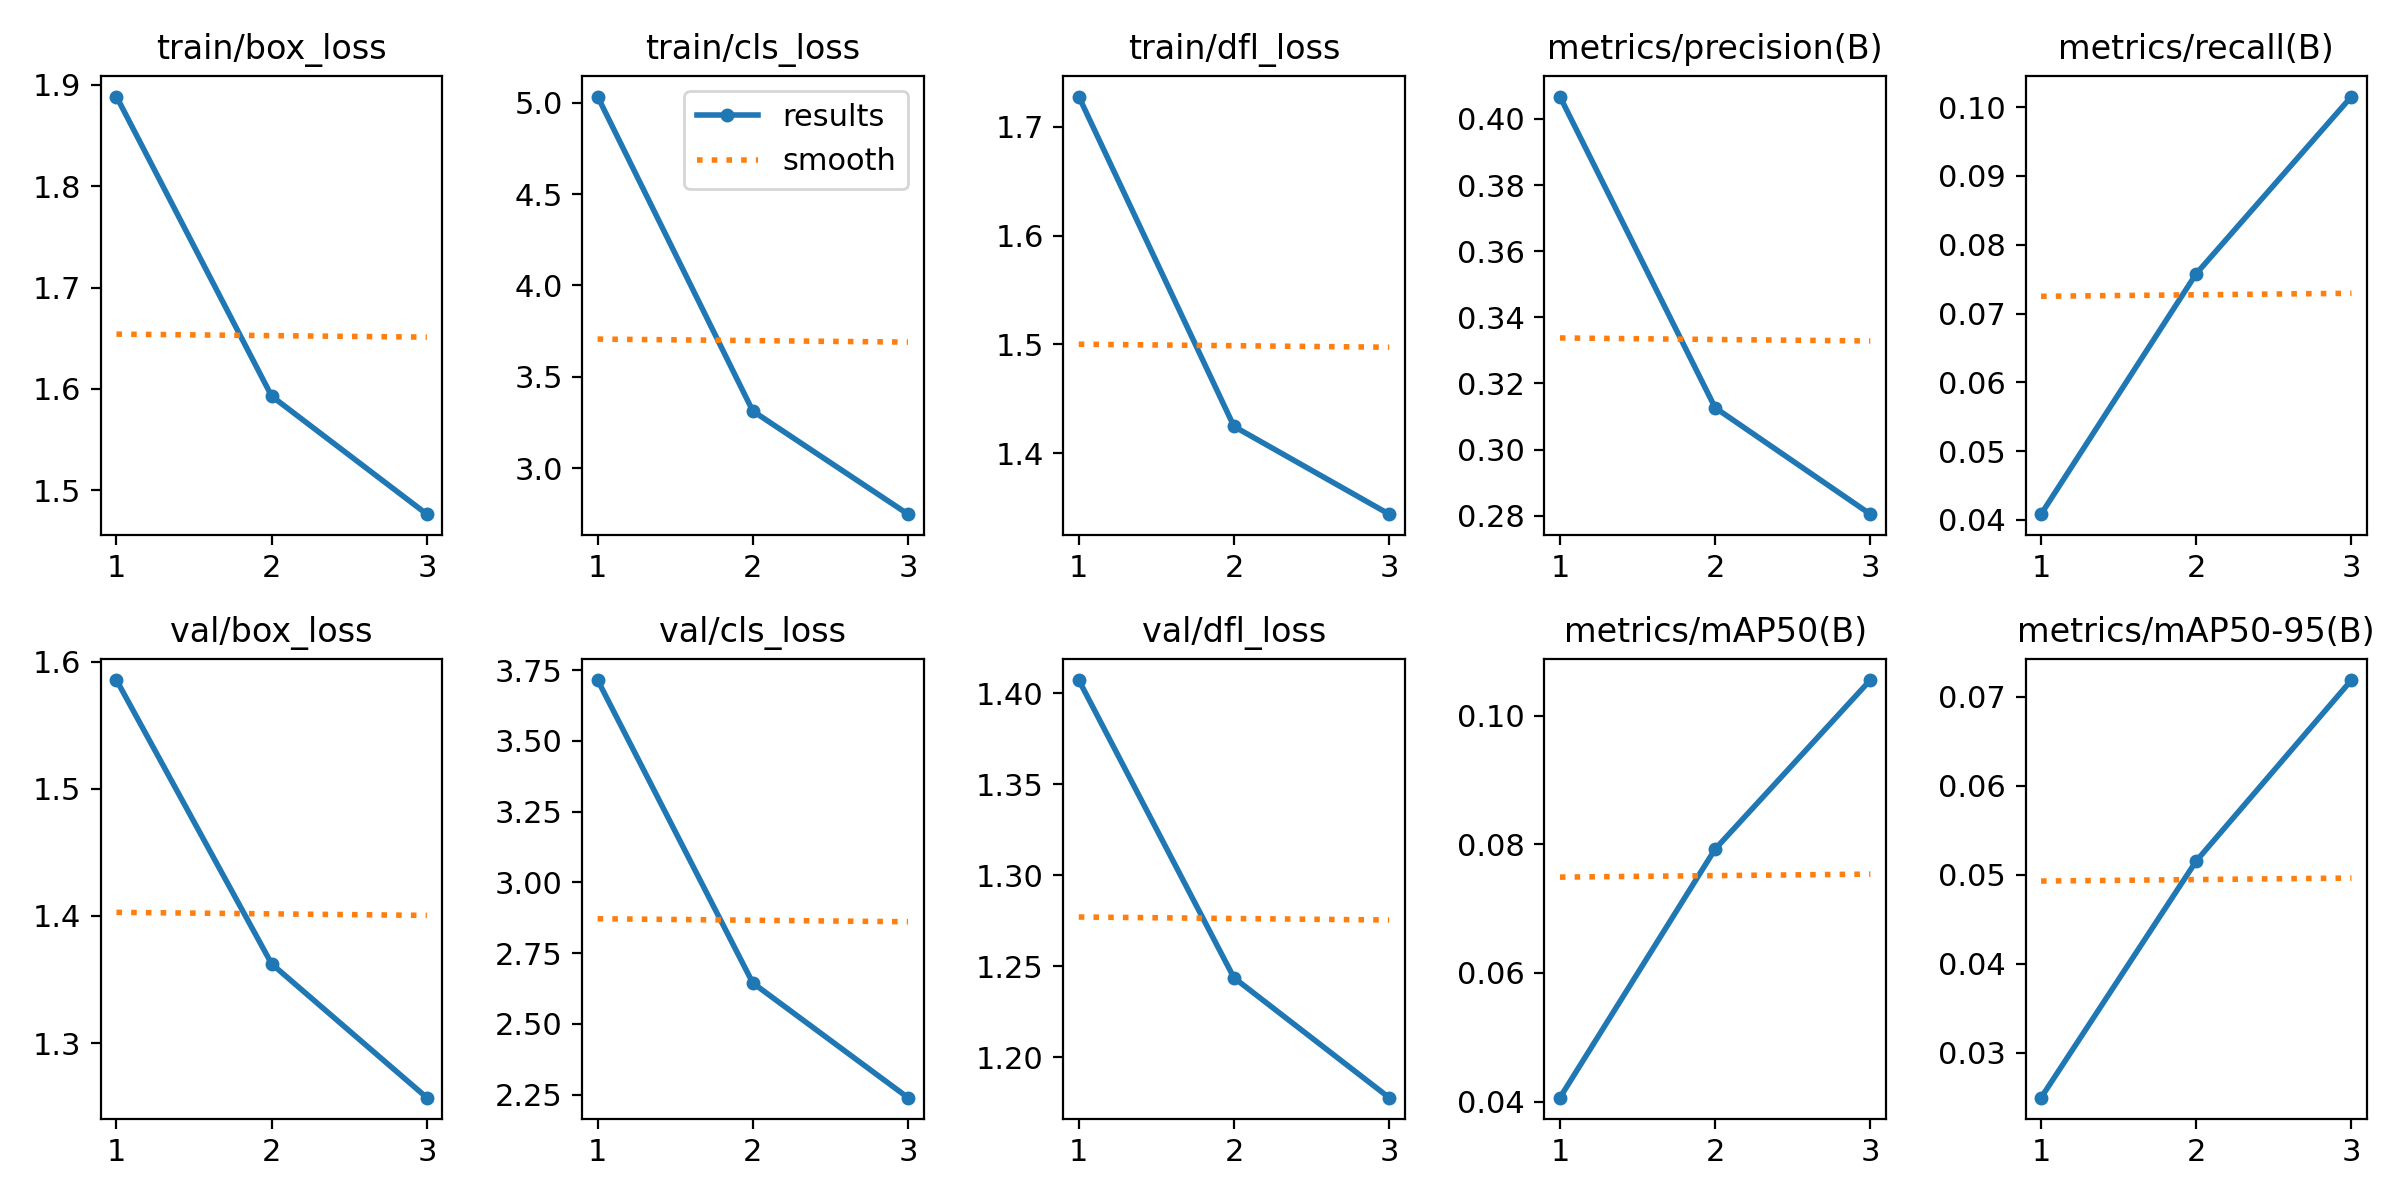 train/box_loss
1.9
1.8
1.7
1.6
1.5
1 2 3
train/cls_loss
results
smooth
5.0
4.5
4.0
3.5
3.0
1 2 3
train/dfl_loss
1.7
1.6
1.5
1.4
1 2 3
metrics/precision(B)
0.40
0.38
0.36
0.34
0.32
0.30
0.28
1 2 3
metrics/recall(B)
0.10
0.09
0.08
0.07
0.06
0.05
0.04
1 2 3
val/box_loss
1.6
1.5
1.4
1.3
1 2 3
val/cls_loss
3.75
3.50
3.25
3.00
2.75
2.50
2.25
1 2 3
val/dfl_loss
1.40
1.35
1.30
1.25
1.20
1 2 3
metrics/mAP50(B)
0.10
0.08
0.06
0.04
1 2 3
metrics/mAP50-95(B)
0.07
0.06
0.05
0.04
0.03
1 2 3